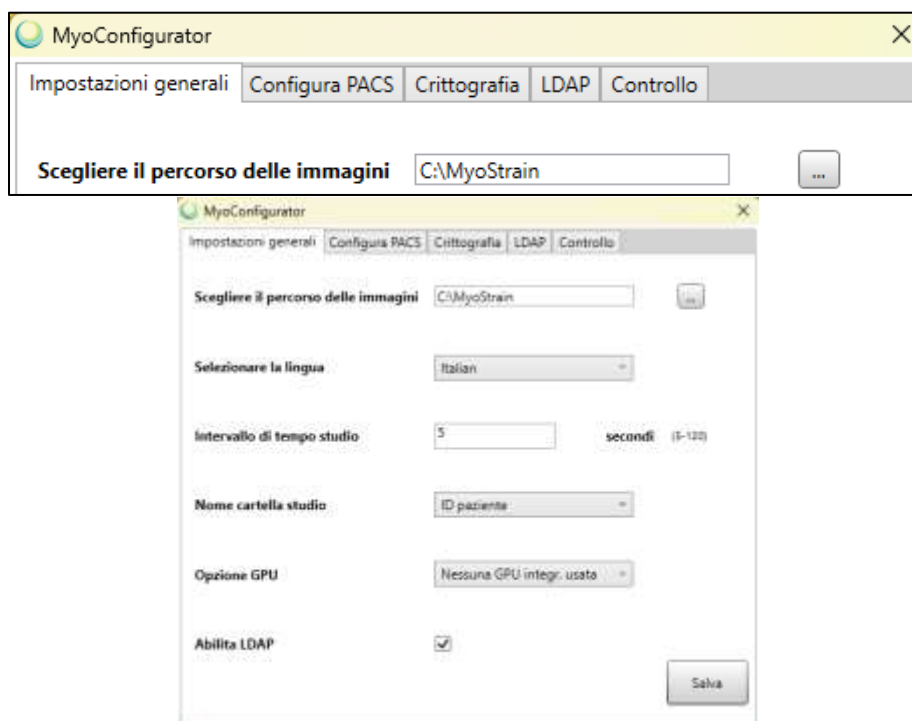 MyoConfigurator
Impostazioni generali Configura PACS Crittografia LDAP Controllo
Scegliere il percorso delle immagini C:\MyoStrain ...
MyoConfigurator
Impostazioni generali Configura PACS Crittografia LDAP Controllo
Scegliere il percorso delle immagini C:\MyoStrain ...
Selezionare la lingua Italian
Intervallo di tempo studio 5 secondi (5-120)
Nome cartella studio ID paziente
Opzione GPU Nessuna GPU integr. usata
Abilita LDAP
Salva